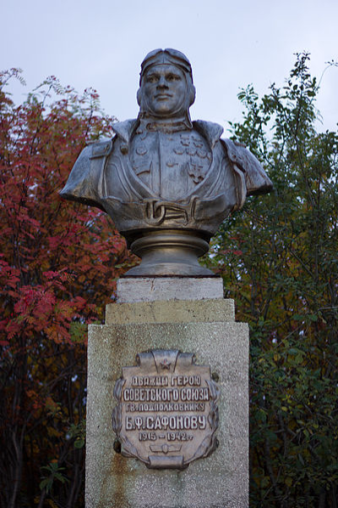 ДВАЖДЫ ГЕРОЮ
СОВЕТСКОГО СОЮЗА
ГВ. ПОДПОЛКОВНИКУ
Б.Ф. САФОНОВУ
1915 - 1942 г.